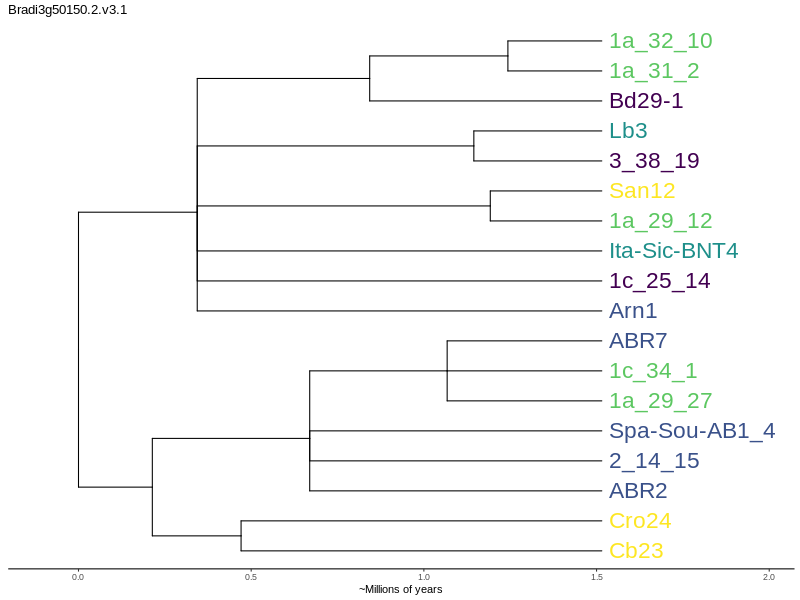 Bradi3g50150.2.v3.1
1a_32_10
1a_31_2
Bd29-1
Lb3
3_38_19
San12
1a_29_12
Ita-Sic-BNT4
1c_25_14
Arn1
ABR7
1c_34_1
1a_29_27
Spa-Sou-AB1_4
2_14_15
ABR2
Cro24
Cb23
0.0 0.5 1.0 1.5 2.0
~Millions of years